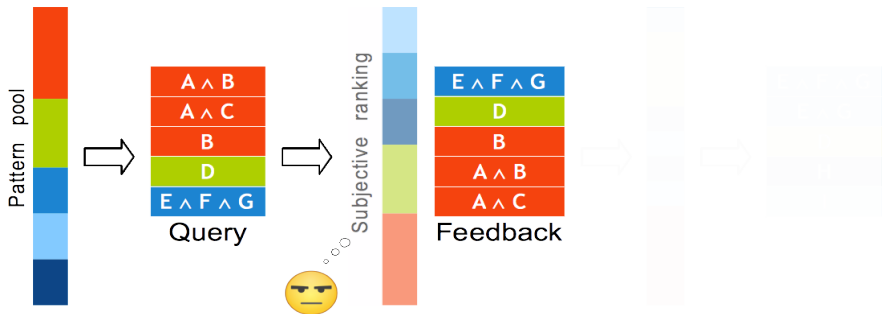 Pattern pool
A ∧ B
A ∧ C
B
D
E ∧ F ∧ G
Query
Subjective ranking
E ∧ F ∧ G
D
B
A ∧ B
A ∧ C
Feedback